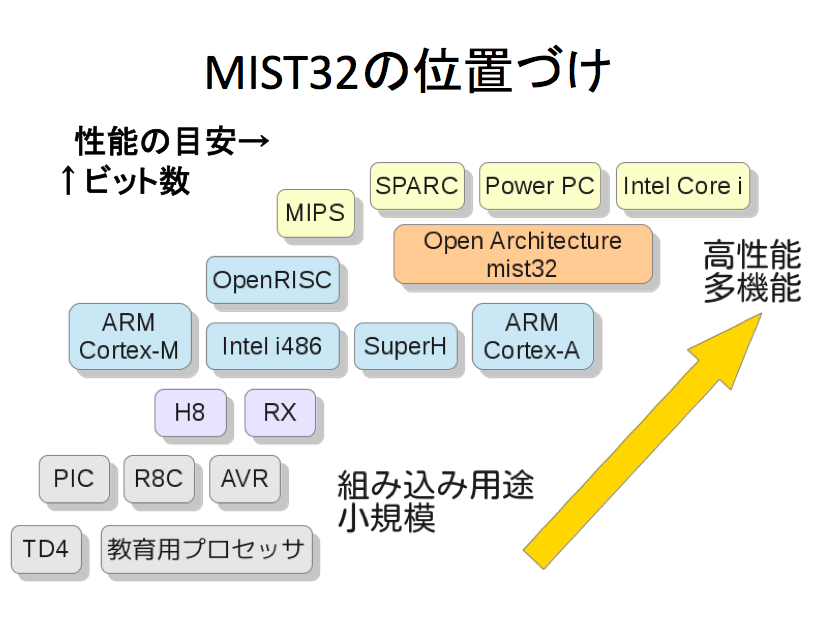 MIST32の位置づけ
性能の目安→
↑ビット数
SPARC
Power PC
Intel Core i
MIPS
Open Architecture
mist32
高性能
多機能
OpenRISC
ARM
Cortex-M
Intel i486
SuperH
ARM
Cortex-A
H8
RX
PIC
R8C
AVR
組み込み用途
小規模
TD4
教育用プロセッサ